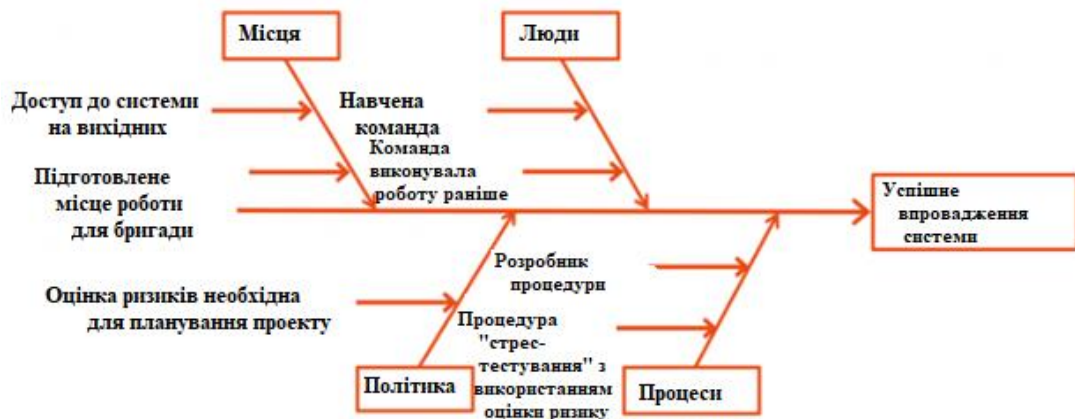 Місця
Люди
Доступ до системи
на вихідних
Навчена
команда
Команда
виконувала
роботу раніше
Підготовлене
місце роботи
для бригади
Успішне
впровадження
системи
Розробник
процедури
Оцінка ризиків необхідна
для планування проекту
Процедура
"стрес-
тестування" з
використанням
оцінки ризику
Політика
Процеси